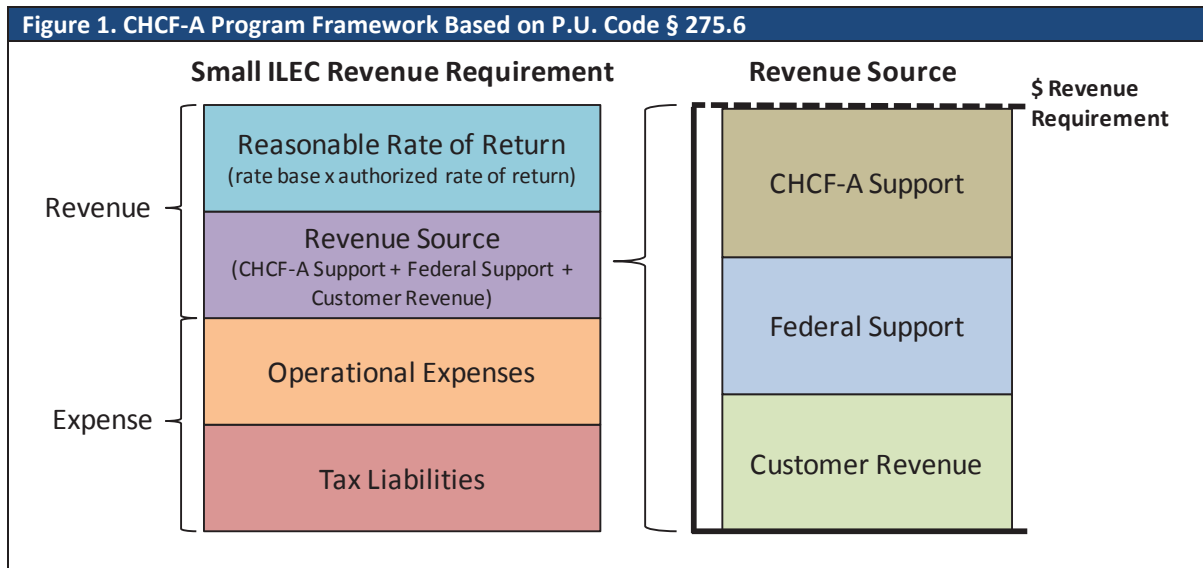 Figure 1. CHCF-A Program Framework Based on P.U. Code § 275.6
Small ILEC Revenue Requirement
Revenue Source
$ Revenue
Requirement
Revenue
Expense
Reasonable Rate of Return
(rate base x authorized rate of return)
Revenue Source
(CHCF-A Support + Federal Support +
Customer Revenue)
Operational Expenses
Tax Liabilities
CHCF-A Support
Federal Support
Customer Revenue